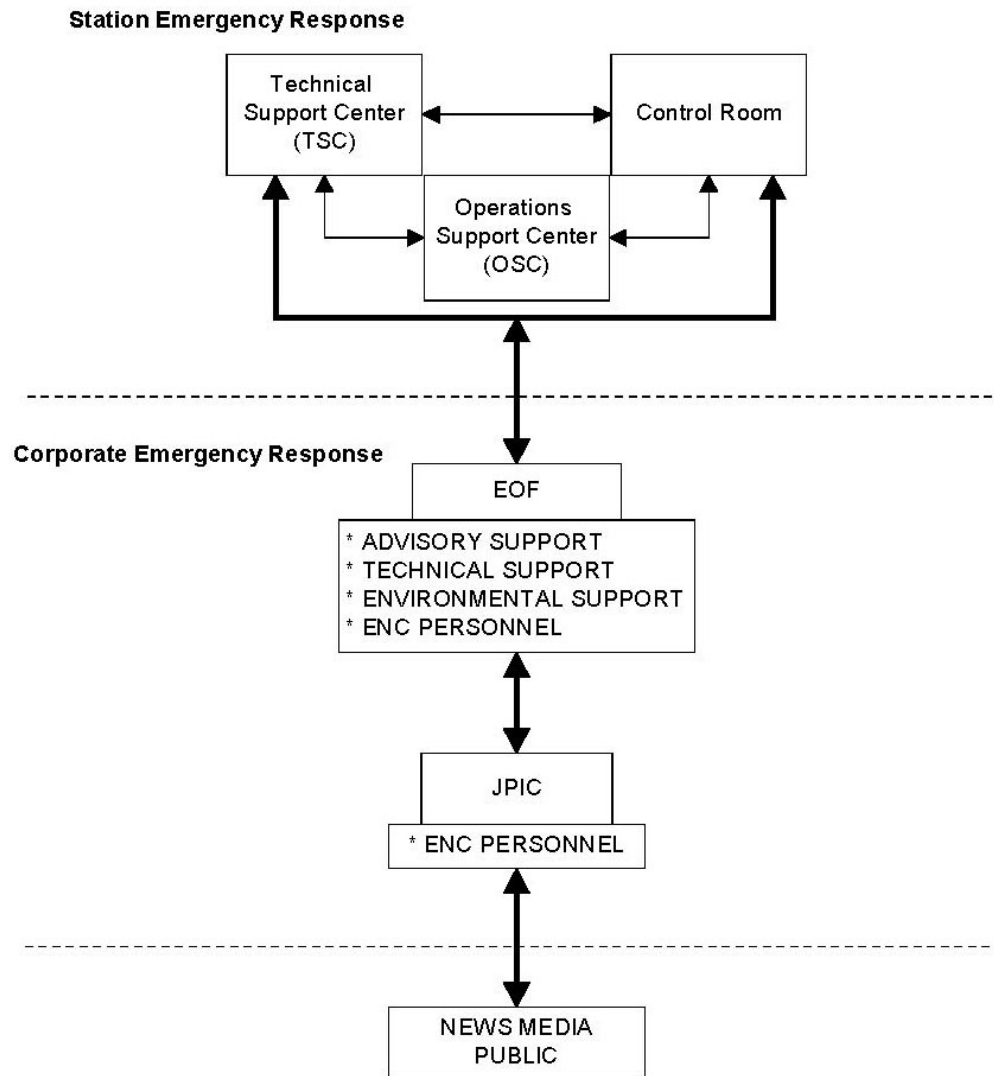 Station Emergency Response
Technical
Support Center
(TSC)
Control Room
Operations
Support Center
(OSC)
Corporate Emergency Response
EOF
* ADVISORY SUPPORT
* TECHNICAL SUPPORT
* ENVIRONMENTAL SUPPORT
* ENC PERSONNEL
JPIC
* ENC PERSONNEL
NEWS MEDIA
PUBLIC